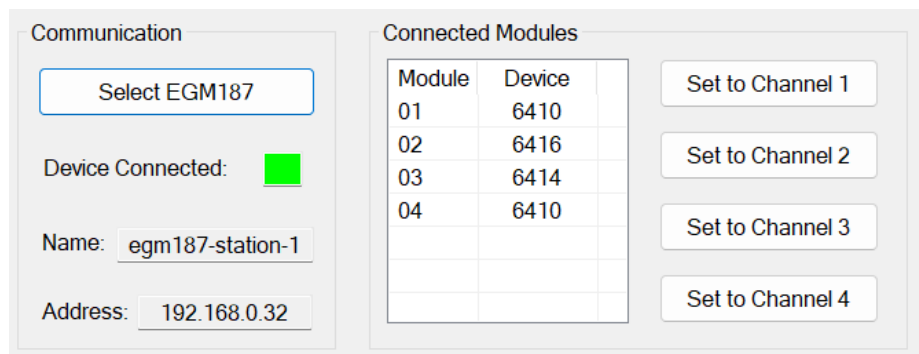 Communication
Select EGM187
Device Connected:
Name: egm187-station-1
Address: 192.168.0.32
Connected Modules
Module Device
01 6410
02 6416
03 6414
04 6410
Set to Channel 1
Set to Channel 2
Set to Channel 3
Set to Channel 4